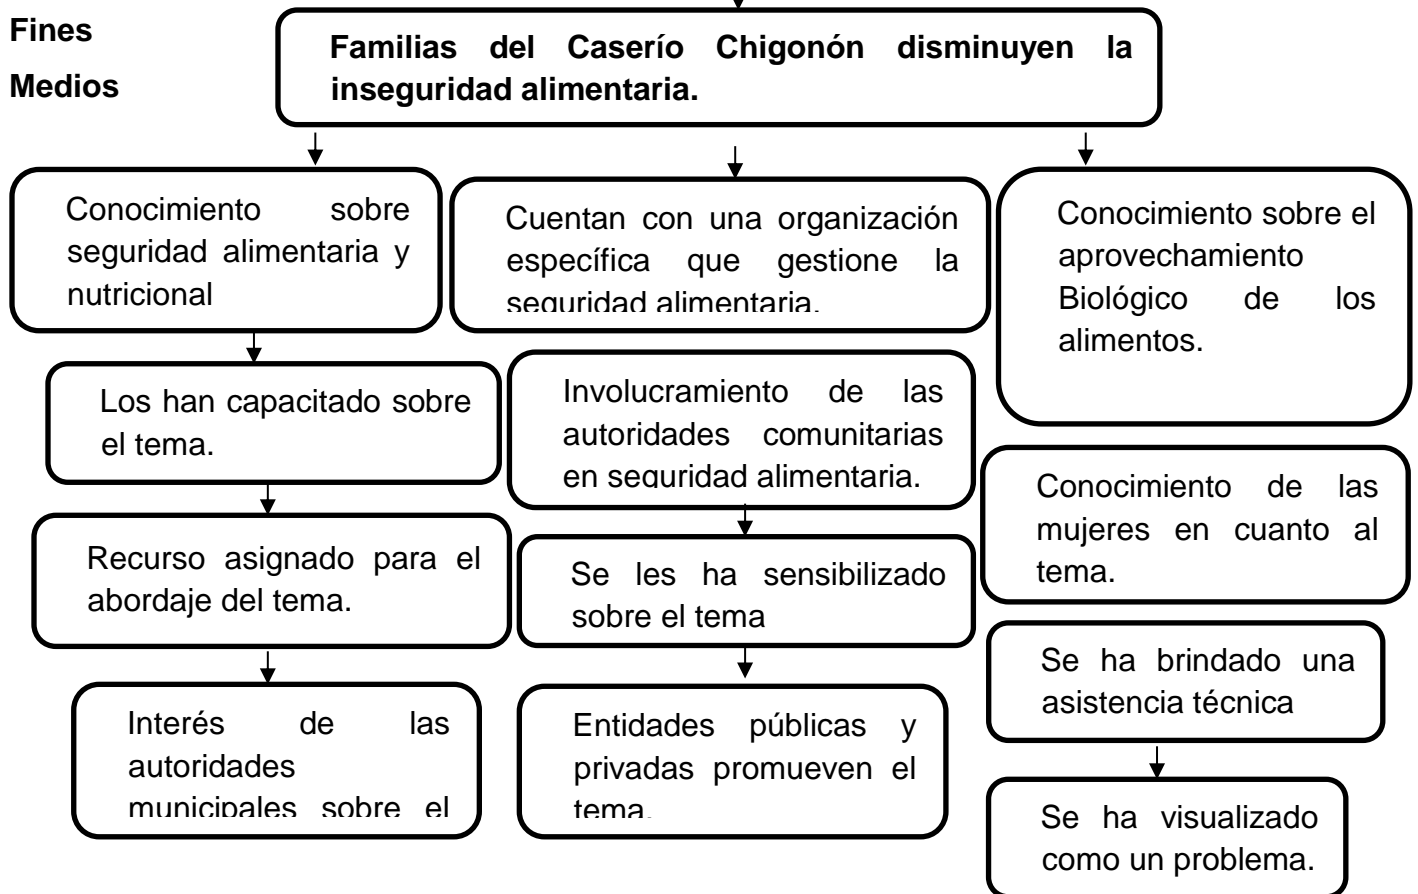 Fines
Medios
Familias del Caserío Chigonón disminuyen la
inseguridad alimentaria.
Conocimiento sobre
seguridad alimentaria y
nutricional
Los han capacitado sobre
el tema.
Recurso asignado para el
abordaje del tema.
Interés de las
autoridades
municipales sobre el
Cuentan con una organización
específica que gestione la
seguridad alimentaria.
Involucramiento de las
autoridades comunitarias
en seguridad alimentaria.
Se les ha sensibilizado
sobre el tema
Entidades públicas y
privadas promueven el
tema.
Conocimiento sobre el
aprovechamiento
Biológico de los
alimentos.
Conocimiento de las
mujeres en cuanto al
tema.
Se ha brindado una
asistencia técnica
Se ha visualizado
como un problema.